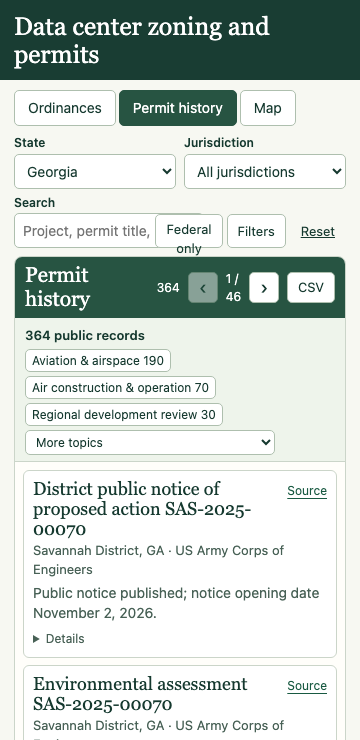 Data center zoning and
permits
Ordinances
Permit history
Map
State
Jurisdiction
Georgia
All jurisdictions
Search
Project, permit title,
Federal
only
Filters
Reset
Permit
history
364
‹
1 /
46
›
CSV
364 public records
Aviation & airspace 190
Air construction & operation 70
Regional development review 30
More topics
District public notice of
proposed action SAS-2025-
00070
Source
Savannah District, GA · US Army Corps of
Engineers
Public notice published; notice opening date
November 2, 2026.
Details
Environmental assessment
SAS-2025-00070
Source
Savannah District, GA · US Army Corps of